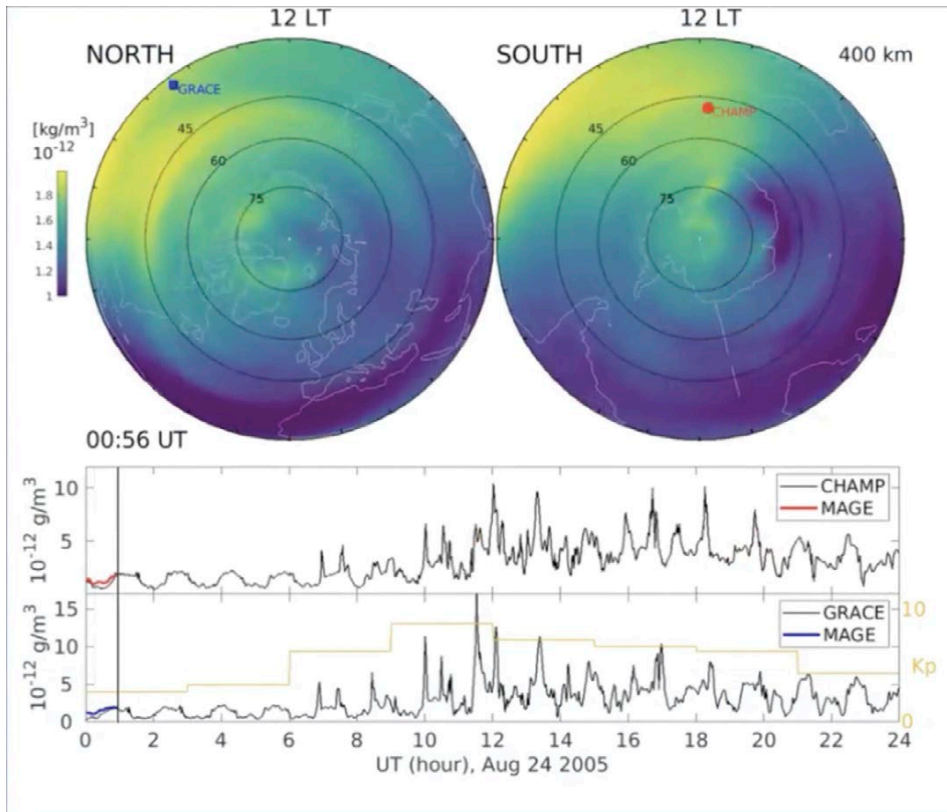 12 LT
12 LT
NORTH
SOUTH
400 km
GRACE
CHAMP
[kg/m³]
10⁻¹²
1.8
1.6
1.4
1.2
1
45
60
75
45
60
75
00:56 UT
10
5
10⁻¹² g/m³
CHAMP
MAGE
15
10
5
0
10⁻¹² g/m³
GRACE
MAGE
10
Kp
0
0 2 4 6 8 10 12 14 16 18 20 22 24
UT (hour), Aug 24 2005